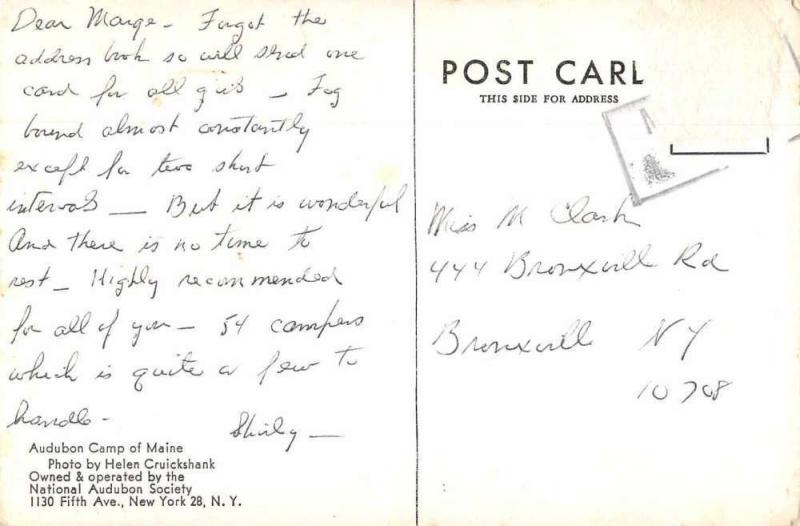 Dear Marge - Forgot the
address book so will send one
card for all girls - Fog
bound almost constantly
except for two short
intervals - But it is wonderful
And there is no time to
rest - Highly recommended
for all of you - 54 campers
which is quite a few to
handle -
Shirley -
Audubon Camp of Maine
Photo by Helen Cruickshank
Owned & operated by the
National Audubon Society
1130 Fifth Ave., New York 28, N. Y.
POST CARL
THIS SIDE FOR ADDRESS
Miss M Clark
444 Bronxvill Rd
Bronxville NY
10708